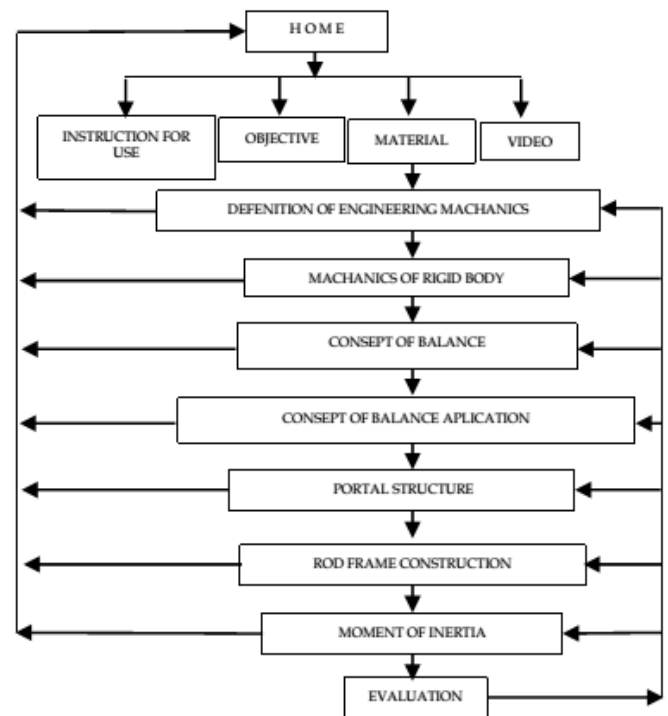 H O M E
INSTRUCTION FOR
USE
OBJECTIVE
MATERIAL
VIDEO
DEFENITION OF ENGINEERING MACHANICS
MACHANICS OF RIGID BODY
CONSEPT OF BALANCE
CONSEPT OF BALANCE APLICATION
PORTAL STRUCTURE
ROD FRAME CONSTRUCTION
MOMENT OF INERTIA
EVALUATION